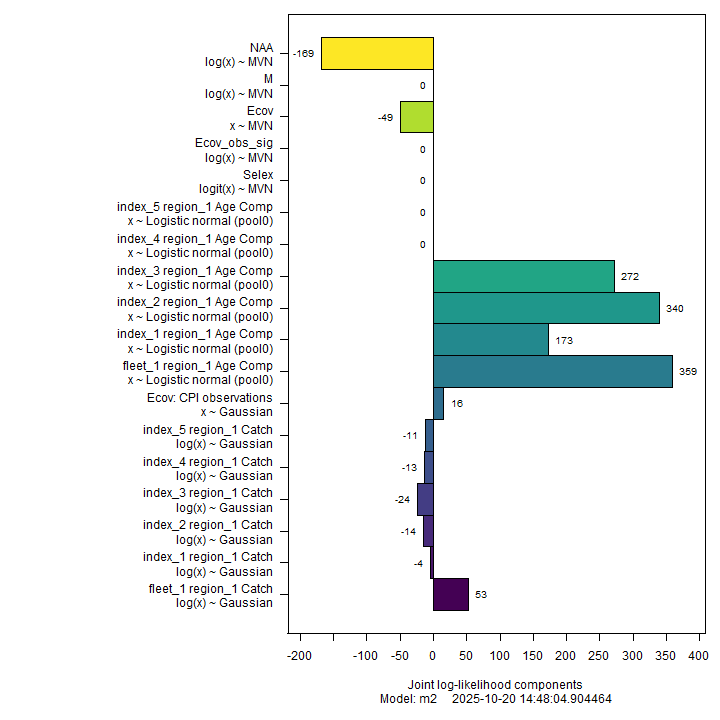 NAA
log(x) ~ MVN
-169
M
log(x) ~ MVN
0
Ecov
x ~ MVN
-49
Ecov_obs_sig
log(x) ~ MVN
0
Selex
logit(x) ~ MVN
0
index_5 region_1 Age Comp
x ~ Logistic normal (pool0)
0
index_4 region_1 Age Comp
x ~ Logistic normal (pool0)
0
index_3 region_1 Age Comp
x ~ Logistic normal (pool0)
272
index_2 region_1 Age Comp
x ~ Logistic normal (pool0)
340
index_1 region_1 Age Comp
x ~ Logistic normal (pool0)
173
fleet_1 region_1 Age Comp
x ~ Logistic normal (pool0)
359
Ecov: CPI observations
x ~ Gaussian
16
index_5 region_1 Catch
log(x) ~ Gaussian
-11
index_4 region_1 Catch
log(x) ~ Gaussian
-13
index_3 region_1 Catch
log(x) ~ Gaussian
-24
index_2 region_1 Catch
log(x) ~ Gaussian
-14
index_1 region_1 Catch
log(x) ~ Gaussian
-4
fleet_1 region_1 Catch
log(x) ~ Gaussian
53
-200 -100 -50 0 50 100 150 200 250 300 350 400
Joint log-likelihood components
Model: m2 2025-10-20 14:48:04.904464